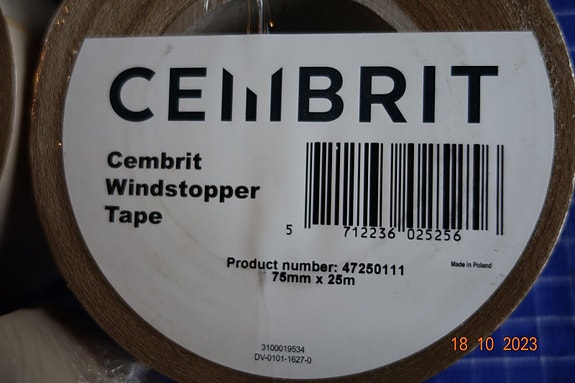 CEMBRIT
Cembrit
Windstopper
Tape
5 712236 025256
Product number: 47250111
75mm x 25m
Made in Poland
3100019534
DV-0101-1627-0
18 10 2023